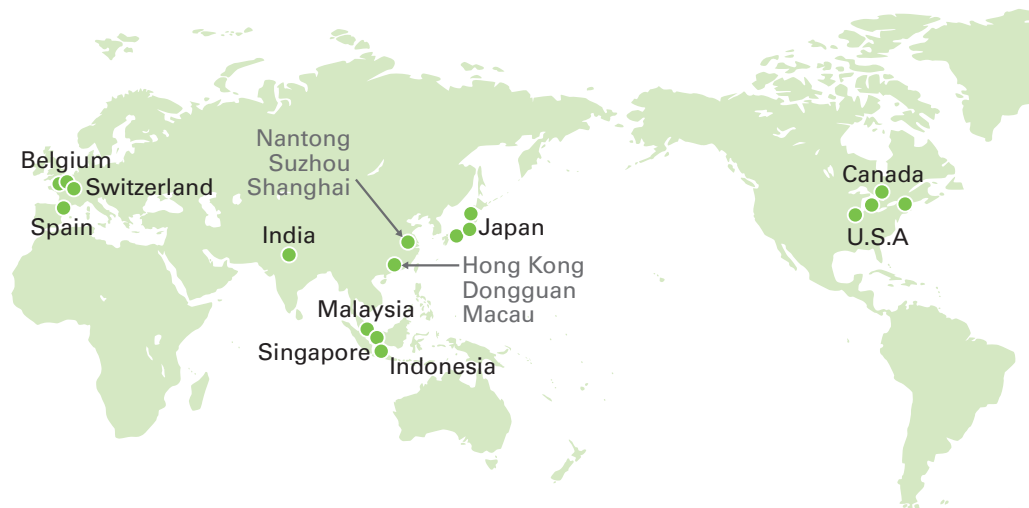 Nantong
Suzhou
Shanghai
Belgium
Switzerland
Spain
India
Japan
Hong Kong
Dongguan
Macau
Malaysia
Singapore
Indonesia
Canada
U.S.A